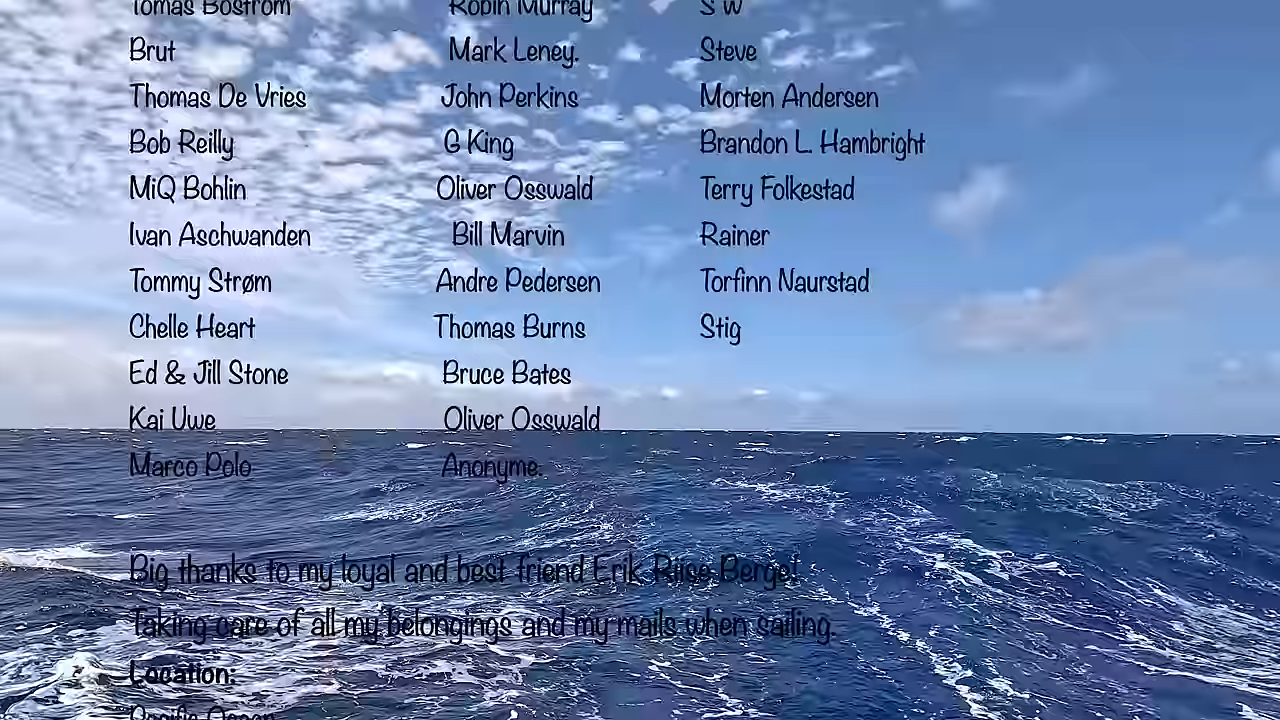 Tomas Bostrom Robin Murray S W
Brut Mark Leney. Steve
Thomas De Vries John Perkins Morten Andersen
Bob Reilly G King Brandon L. Hambright
MiQ Bohlin Oliver Osswald Terry Folkestad
Ivan Aschwanden Bill Marvin Rainer
Tommy Strøm Andre Pedersen Torfinn Naurstad
Chelle Heart Thomas Burns Stig
Ed & Jill Stone Bruce Bates
Kai Uwe Oliver Osswald
Marco Polo Anonyme.
Big thanks to my loyal and best friend Erik Riise Berge!
Taking care of all my belongings and my mails when sailing.
Location:
Pacific Ocean